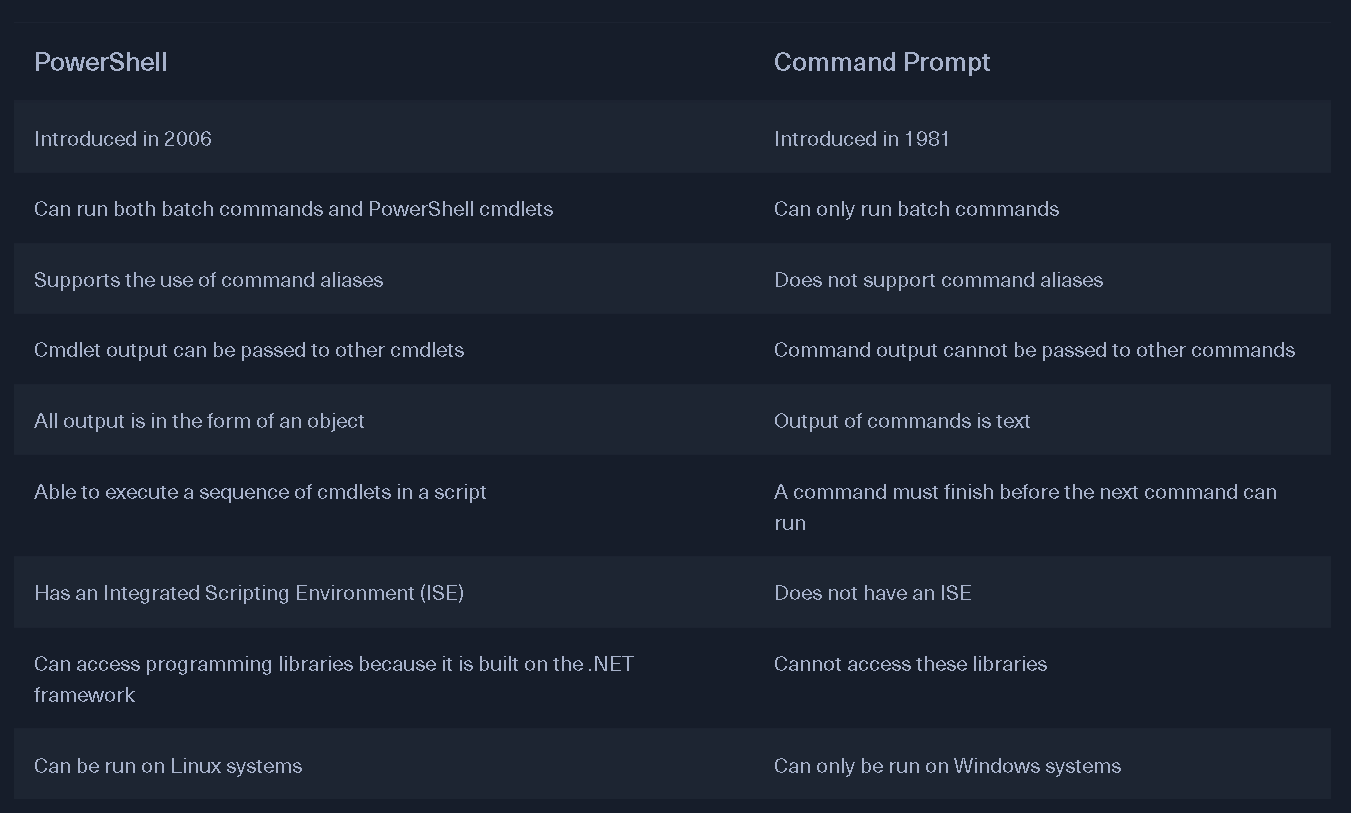 PowerShell
Command Prompt
Introduced in 2006
Introduced in 1981
Can run both batch commands and PowerShell cmdlets
Can only run batch commands
Supports the use of command aliases
Does not support command aliases
Cmdlet output can be passed to other cmdlets
Command output cannot be passed to other commands
All output is in the form of an object
Output of commands is text
Able to execute a sequence of cmdlets in a script
A command must finish before the next command can
run
Has an Integrated Scripting Environment (ISE)
Does not have an ISE
Can access programming libraries because it is built on the .NET
framework
Cannot access these libraries
Can be run on Linux systems
Can only be run on Windows systems